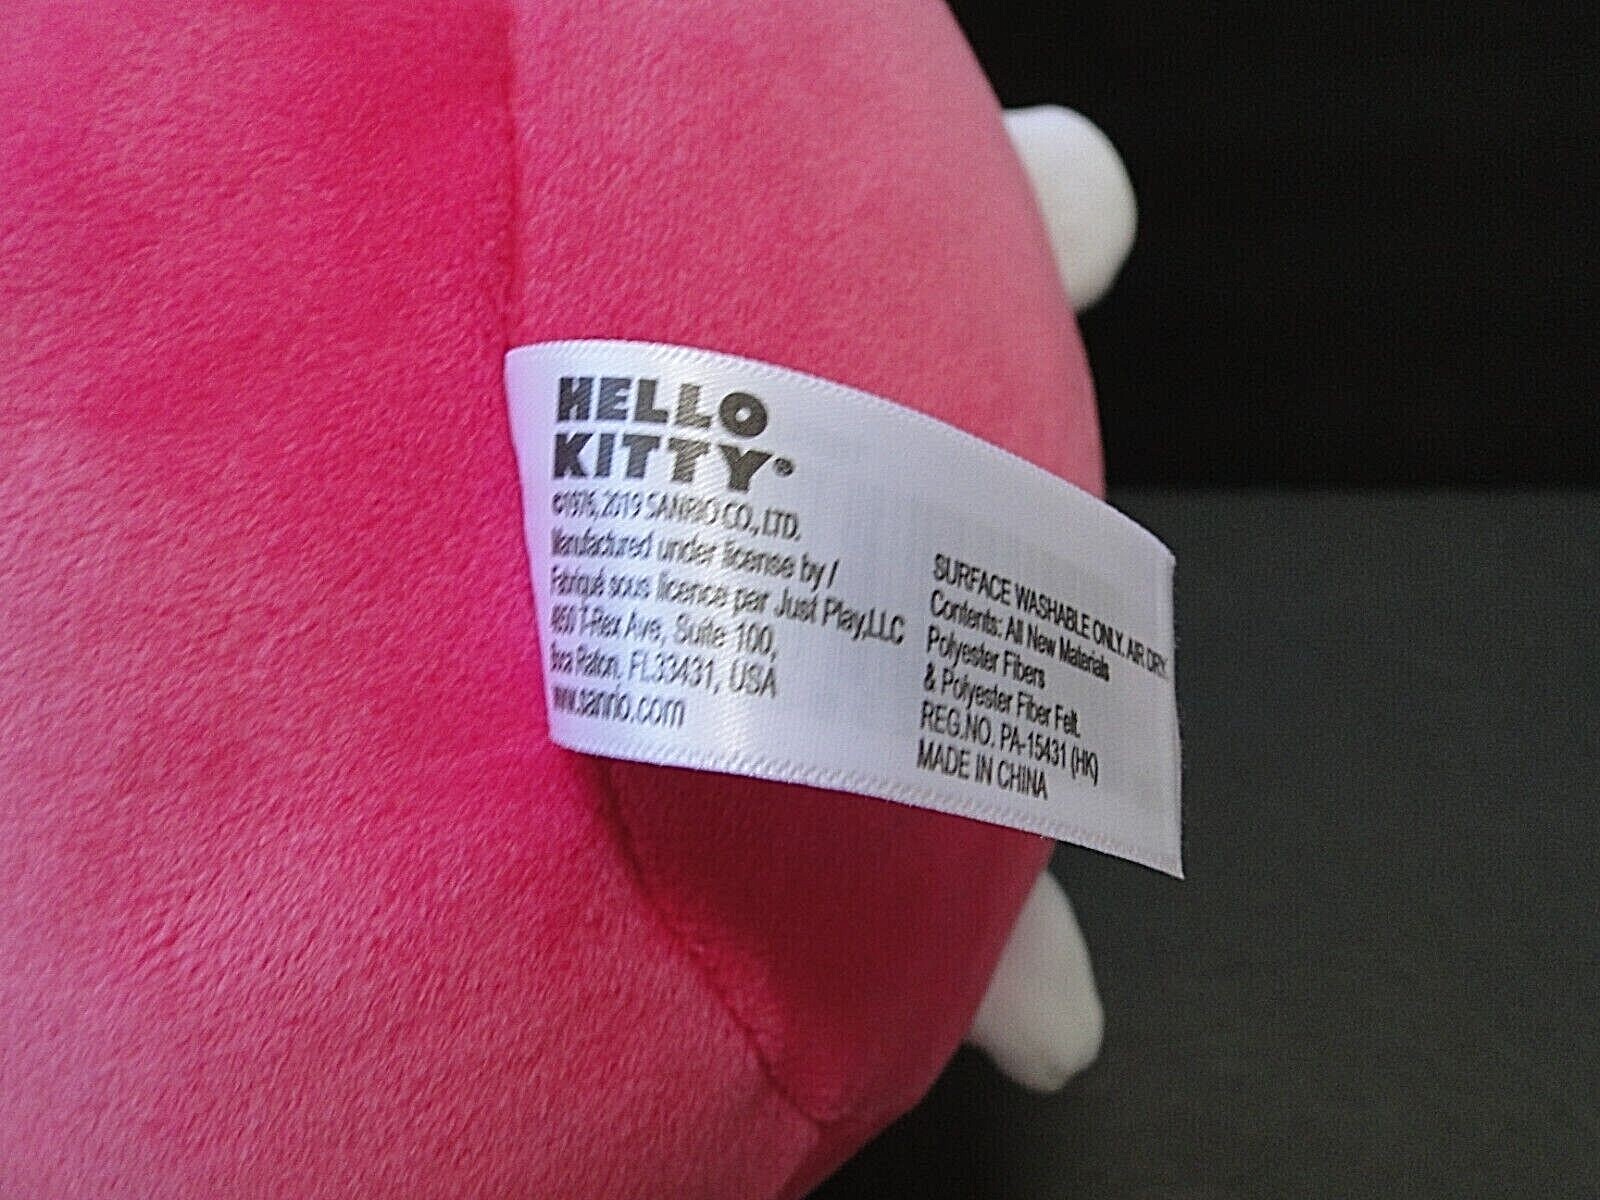 HELLO
KITTY®
©1976, 2019 SANRIO CO., LTD.
Manufactured under license by /
Fabriqué sous licence par Just Play,LLC
4850 T-Rex Ave, Suite 100,
Boca Raton. FL33431, USA
www.sanrio.com
SURFACE WASHABLE ONLY. AIR DRY.
Contents: All New Materials
Polyester Fibers
& Polyester Fiber Felt.
REG.NO. PA-15431 (HK)
MADE IN CHINA